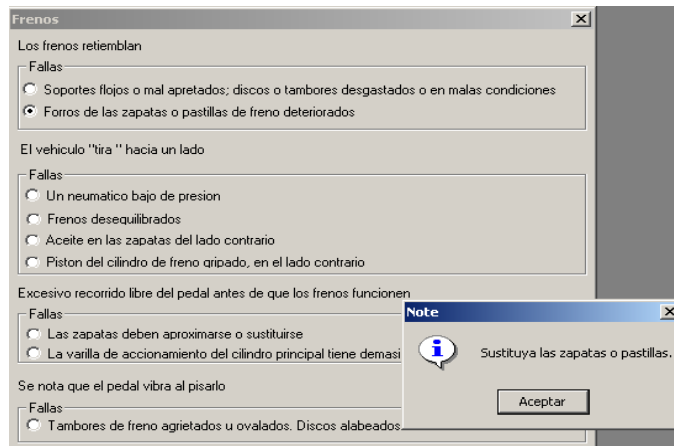 Frenos
Los frenos retiemblan
Fallas
Soportes flojos o mal apretados; discos o tambores desgastados o en malas condiciones
Forros de las zapatas o pastillas de freno deteriorados
El vehiculo "tira " hacia un lado
Fallas
Un neumatico bajo de presion
Frenos desequilibrados
Aceite en las zapatas del lado contrario
Piston del cilindro de freno gripado, en el lado contrario
Excesivo recorrido libre del pedal antes de que los frenos funcionen
Fallas
Las zapatas deben aproximarse o sustituirse
La varilla de accionamiento del cilindro principal tiene demasi
Se nota que el pedal vibra al pisarlo
Fallas
Tambores de freno agrietados u ovalados. Discos alabeados
Note
Sustituya las zapatas o pastillas.
Aceptar